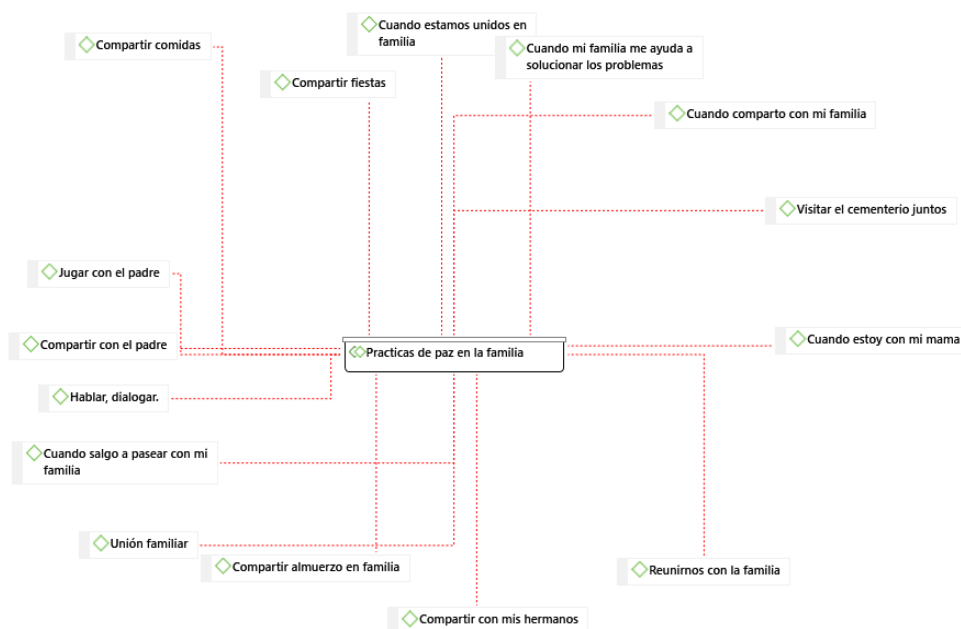 Cuando estamos unidos en
familia
Compartir comidas
Cuando mi familia me ayuda a
solucionar los problemas
Compartir fiestas
Cuando comparto con mi familia
Visitar el cementerio juntos
Jugar con el padre
Cuando estoy con mi mama
Compartir con el padre
Practicas de paz en la familia
Hablar, dialogar.
Cuando salgo a pasear con mi
familia
Unión familiar
Compartir almuerzo en familia
Reunirnos con la familia
Compartir con mis hermanos